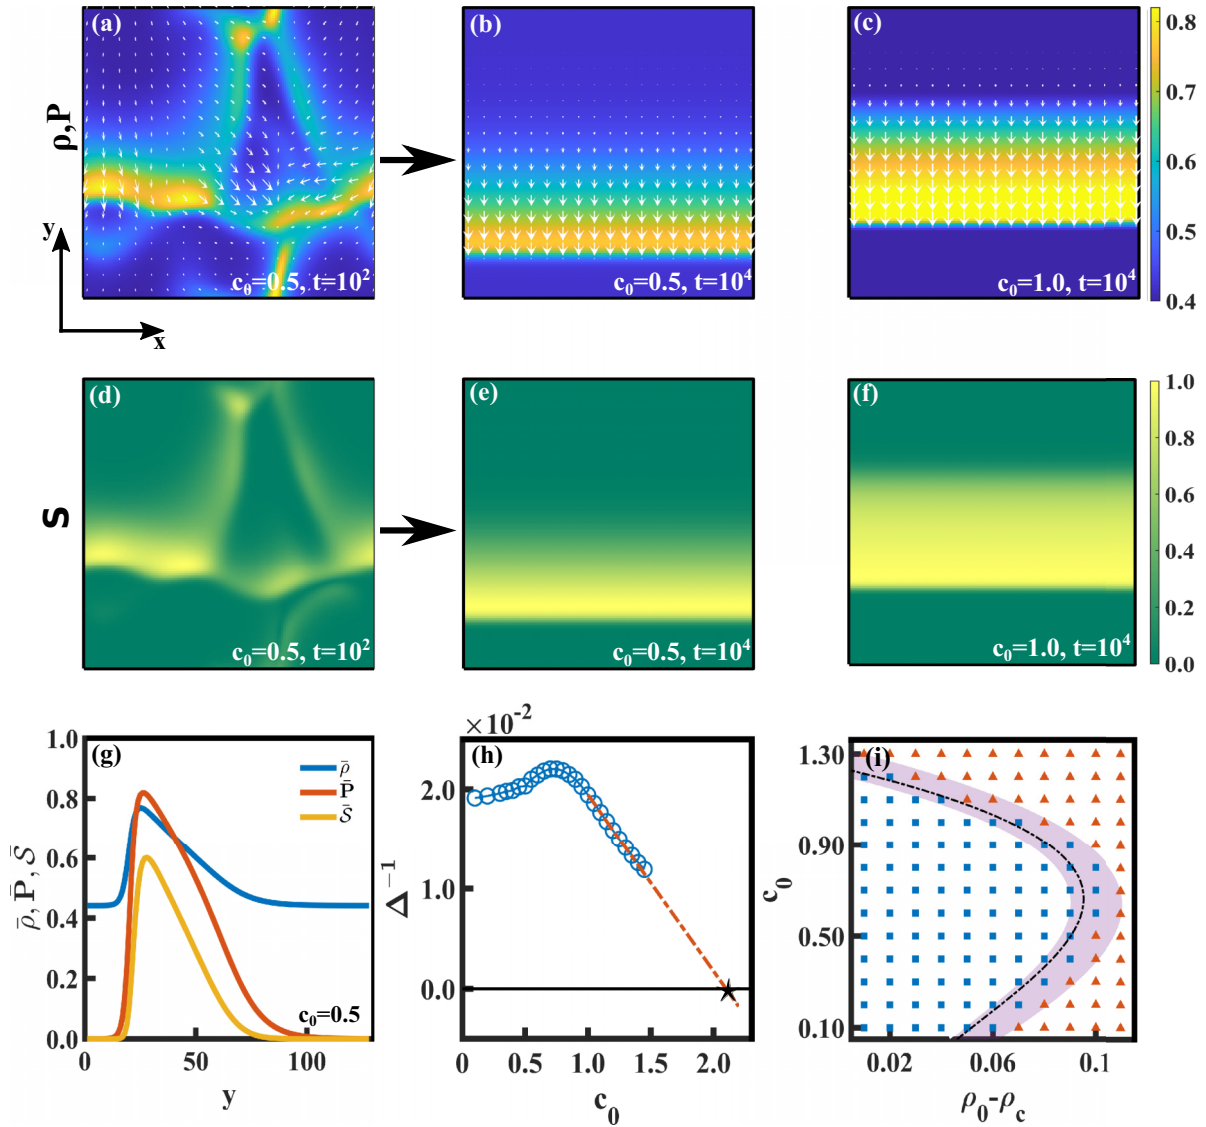 (a)
c₀=0.5, t=10²
(b)
c₀=0.5, t=10⁴
(c)
c₀=1.0, t=10⁴
0.8
0.7
0.6
0.5
0.4
ρ,P
y
x
(d)
c₀=0.5, t=10²
(e)
c₀=0.5, t=10⁴
(f)
c₀=1.0, t=10⁴
1.0
0.8
0.6
0.4
0.2
0.0
S
(g)
ρ̄
P̄
S̄
c₀=0.5
1.0
0.8
0.6
0.4
0.2
0.0
0
50
100
y
ρ̄, P̄, S̄
×10⁻²
(h)
2.0
1.0
0.0
0
0.5
1.0
1.5
2.0
Δ⁻¹
c₀
(i)
1.30
0.90
0.50
0.10
0.02
0.06
0.1
c₀
ρ₀-ρc